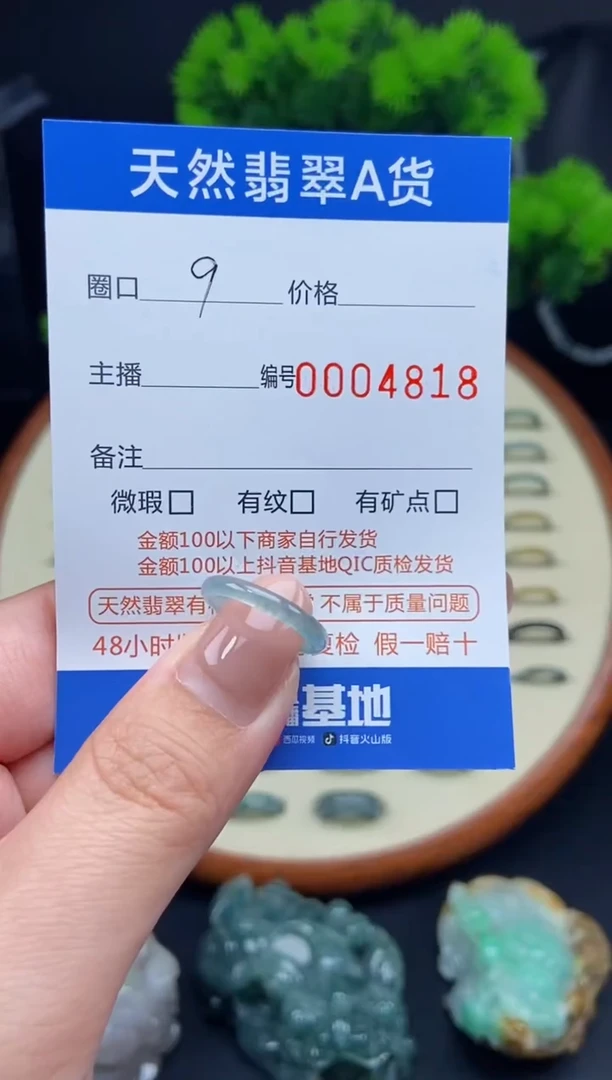 天然翡翠A货
圈口 9 价格
主播 编号0004818
备注
微瑕 有纹 有矿点
金额100以下商家自行发货
金额100以上抖音基地QIC质检发货
天然翡翠有 不属于质量问题
48小时 复检 假一赔十
基地
西瓜视频 抖音火山版